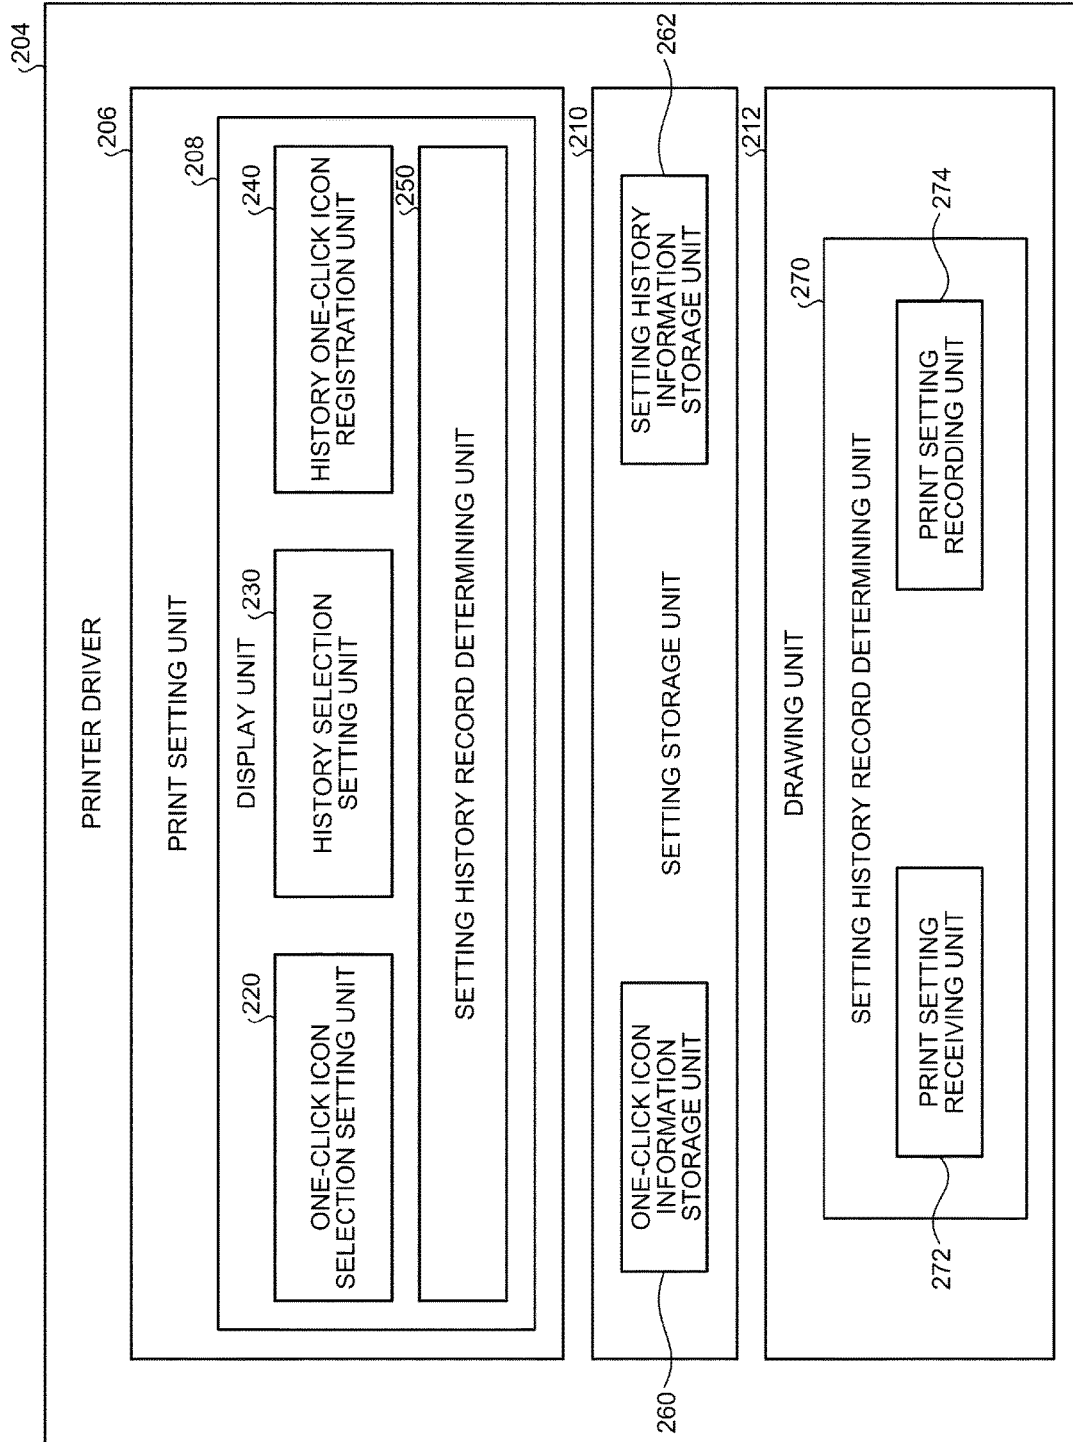 204
PRINTER DRIVER
206
PRINT SETTING UNIT
208
DISPLAY UNIT
220
ONE-CLICK ICON
SELECTION SETTING UNIT
230
HISTORY SELECTION
SETTING UNIT
240
HISTORY ONE-CLICK ICON
REGISTRATION UNIT
250
SETTING HISTORY RECORD DETERMINING UNIT
210
260
ONE-CLICK ICON
INFORMATION
STORAGE UNIT
SETTING STORAGE UNIT
262
SETTING HISTORY
INFORMATION
STORAGE UNIT
212
DRAWING UNIT
270
SETTING HISTORY RECORD DETERMINING UNIT
272
PRINT SETTING
RECEIVING UNIT
274
PRINT SETTING
RECORDING UNIT